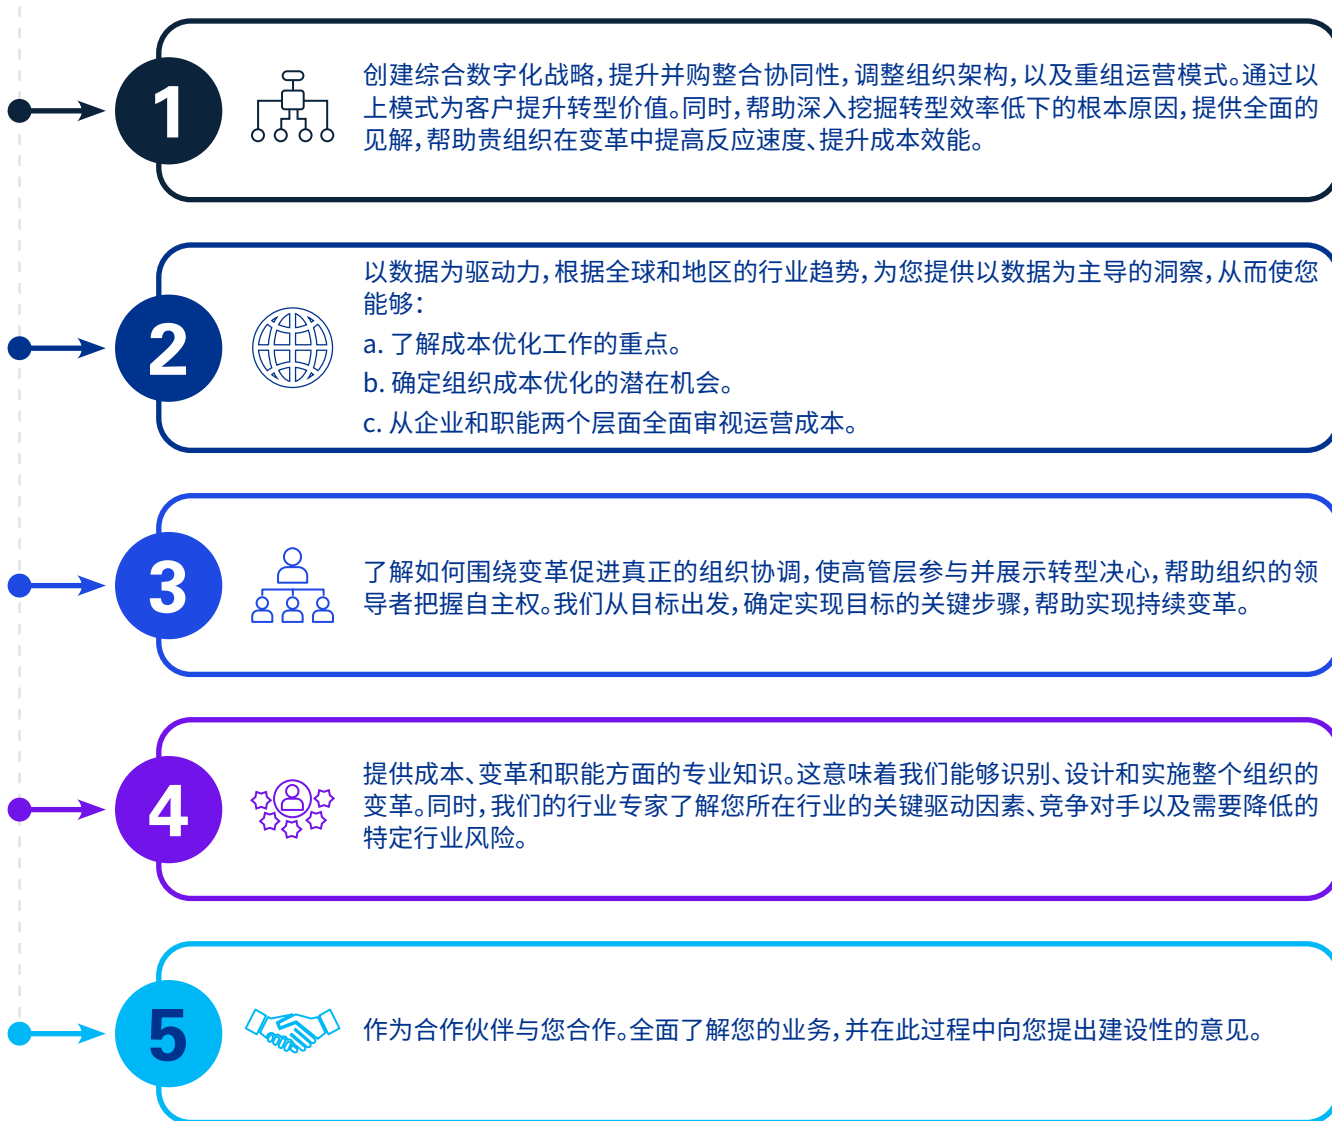 1
创建综合数字化战略，提升并购整合协同性，调整组织架构，以及重组运营模式。通过以
上模式为客户提升转型价值。同时，帮助深入挖掘转型效率低下的根本原因，提供全面的
见解，帮助贵组织在变革中提高反应速度、提升成本效能。
2
以数据为驱动力，根据全球和地区的行业趋势，为您提供以数据为主导的洞察，从而使您
能够：
a. 了解成本优化工作的重点。
b. 确定组织成本优化的潜在机会。
c. 从企业和职能两个层面全面审视运营成本。
3
了解如何围绕变革促进真正的组织协调，使高管层参与并展示转型决心，帮助组织的领
导者把握自主权。我们从目标出发，确定实现目标的关键步骤，帮助实现持续变革。
4
提供成本、变革和职能方面的专业知识。这意味着我们能够识别、设计和实施整个组织的
变革。同时，我们的行业专家了解您所在行业的关键驱动因素、竞争对手以及需要降低的
特定行业风险。
5
作为合作伙伴与您合作。全面了解您的业务，并在此过程中向您提出建设性的意见。